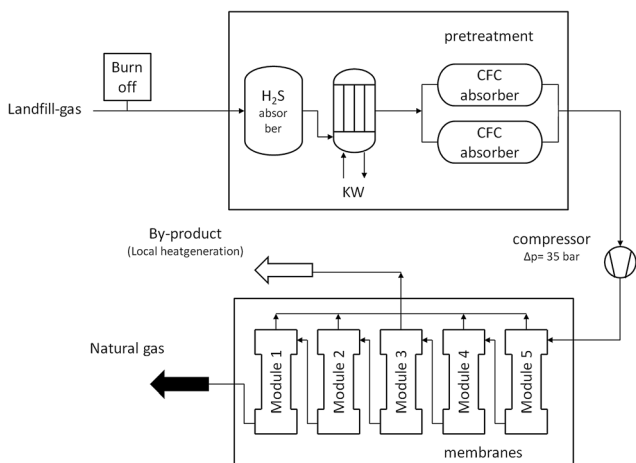 pretreatment
Burn
off
Landfill-gas
H₂S
absor
ber
CFC
absorber
CFC
absorber
KW
By-product
(Local heatgeneration)
compressor
Δp= 35 bar
Natural gas
Module 1
Module 2
Module 3
Module 4
Module 5
membranes